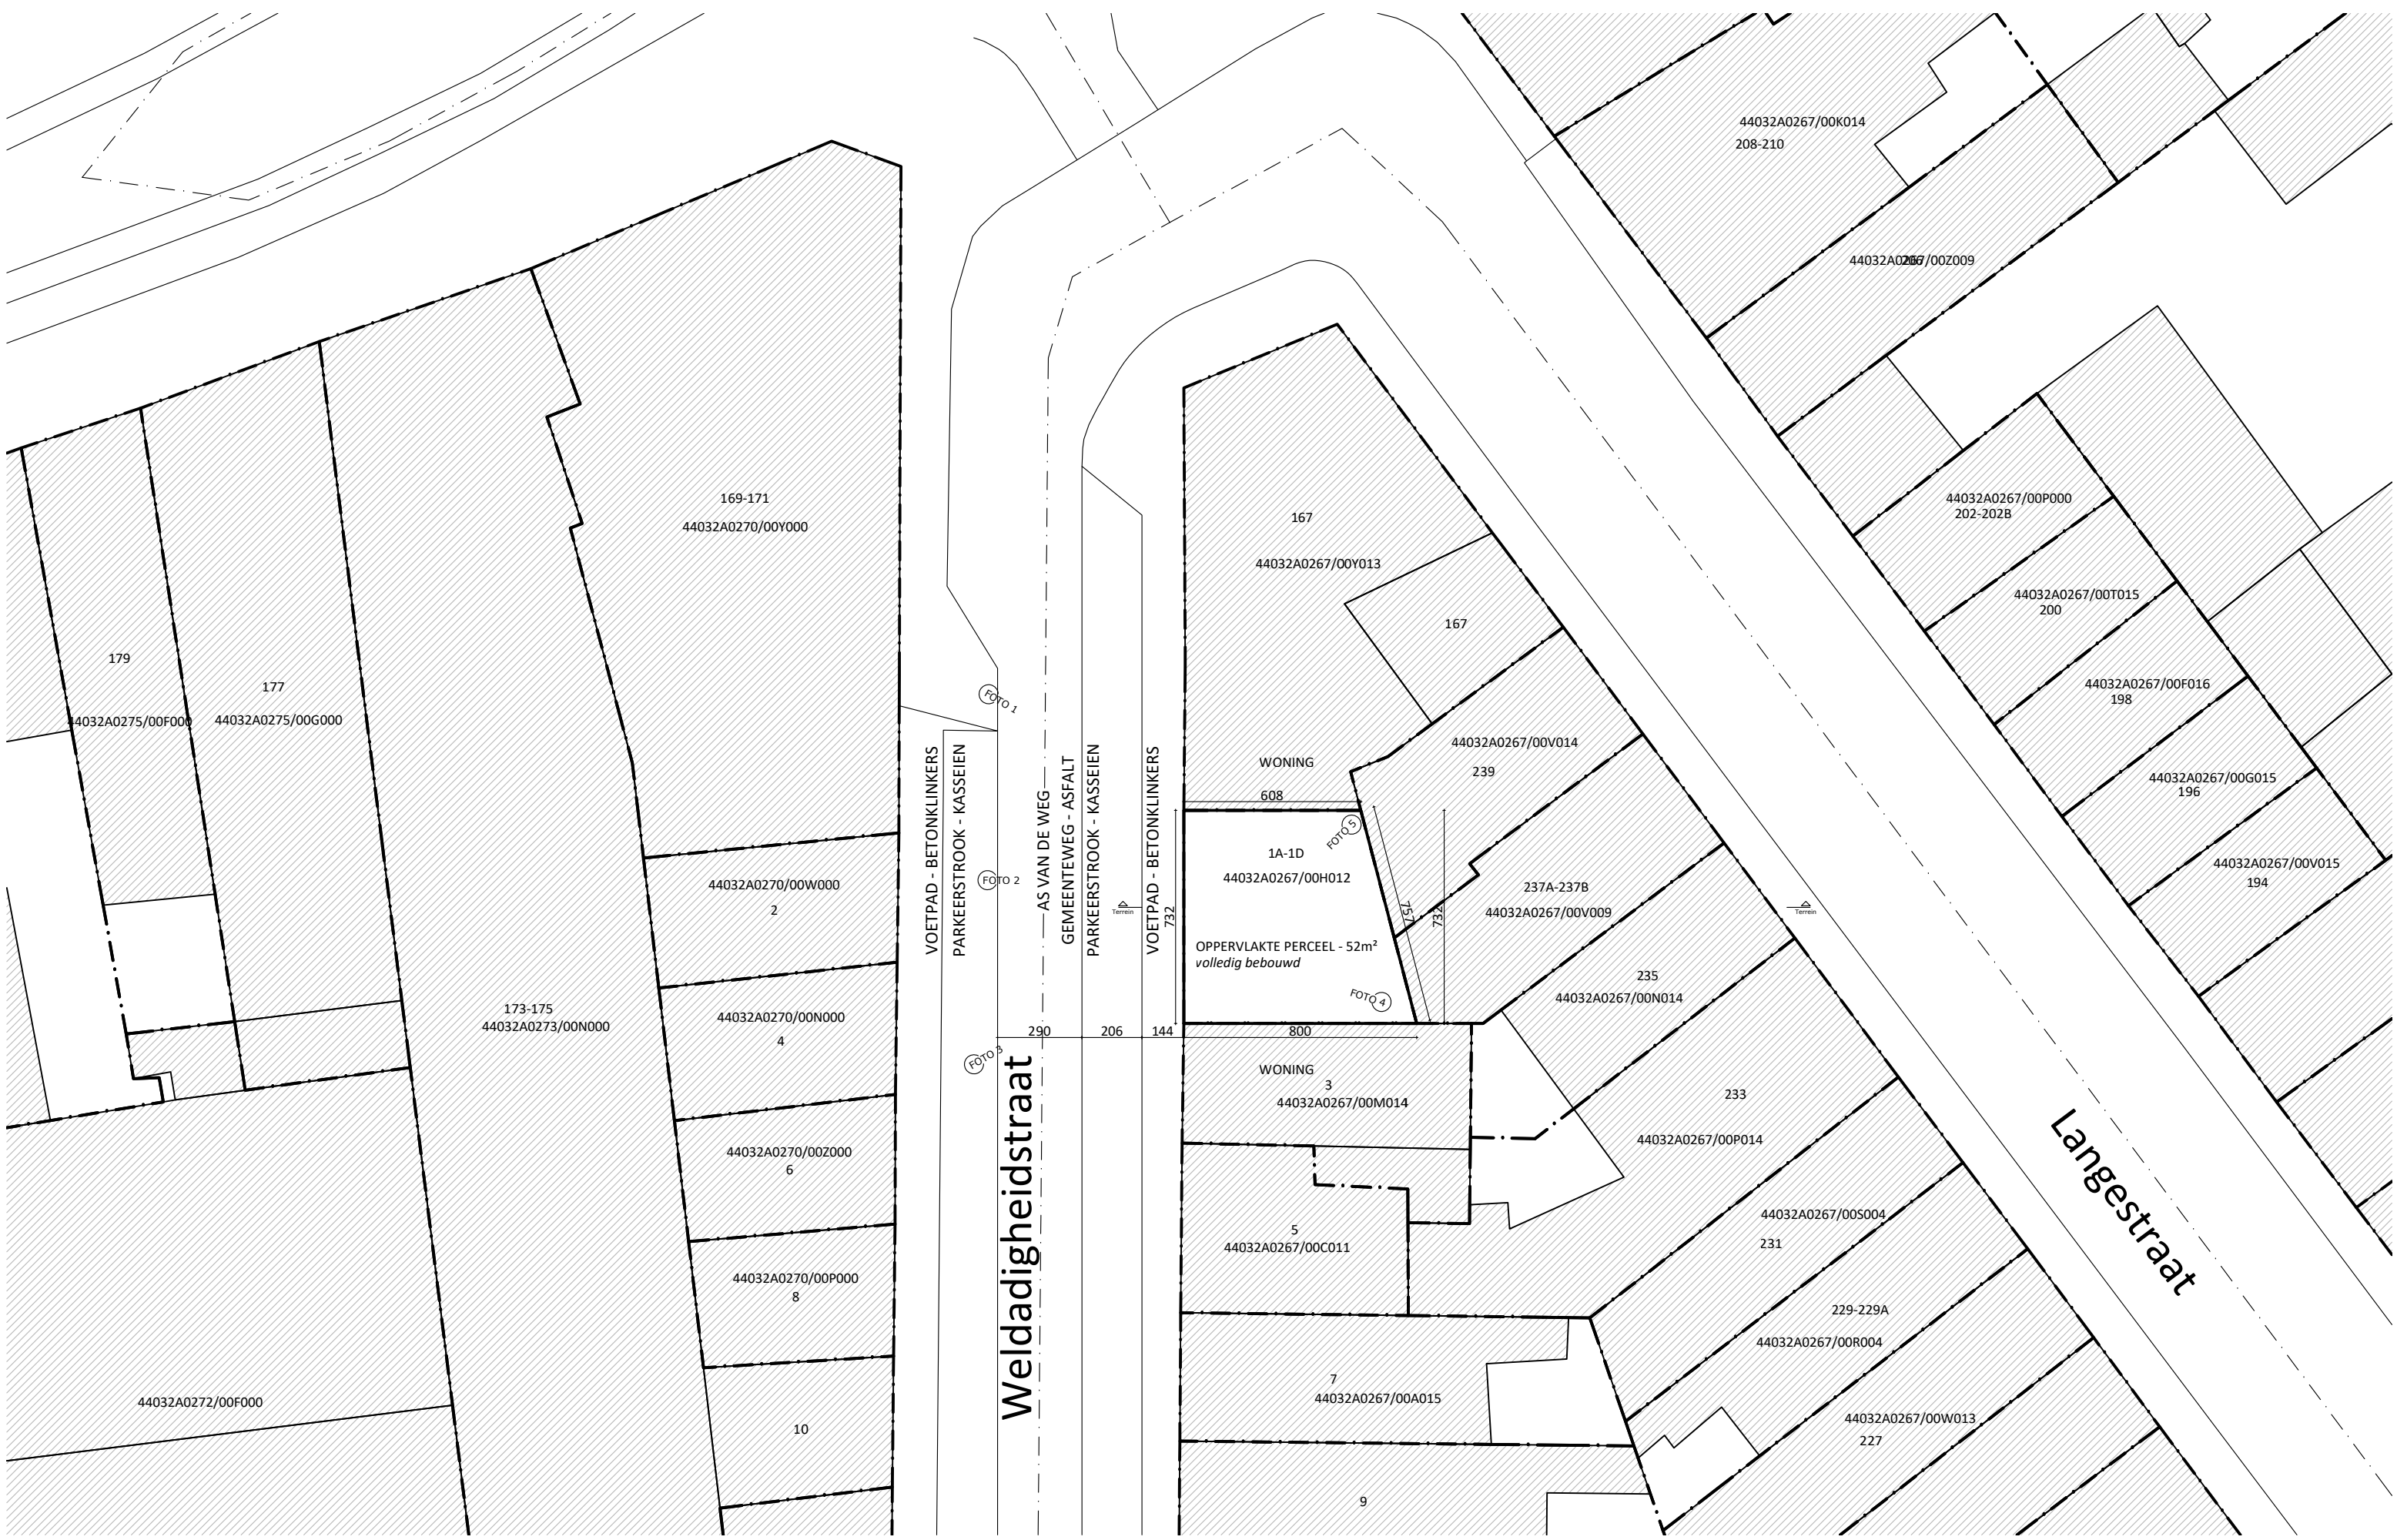 44032A0267/00K014
208-210
44032A0267/00Z009
44032A0267/00P000
202-202B
44032A0267/00T015
200
44032A0267/00F016
198
44032A0267/00G015
196
44032A0267/00V015
194
169-171
44032A0270/00Y000
179
44032A0275/00F000
177
44032A0275/00G000
173-175
44032A0273/00N000
44032A0272/00F000
44032A0270/00W000
2
44032A0270/00N000
4
44032A0270/00Z000
6
44032A0270/00P000
8
10
FOTO 1
FOTO 2
FOTO 3
VOETPAD - BETONKLINKERS
PARKEERSTROOK - KASSEIEN
AS VAN DE WEG
GEMEENTEWEG - ASFALT
PARKEERSTROOK - KASSEIEN
VOETPAD - BETONKLINKERS
Terrein
Weldadigheidstraat
290
206
144
800
167
44032A0267/00Y013
167
WONING
608
732
757
732
FOTO 5
1A-1D
44032A0267/00H012
OPPERVLAKTE PERCEEL - 52m²
volledig bebouwd
FOTO 4
WONING
3
44032A0267/00M014
5
44032A0267/00C011
7
44032A0267/00A015
9
44032A0267/00V014
239
237A-237B
44032A0267/00V009
235
44032A0267/00N014
233
44032A0267/00P014
44032A0267/00S004
231
229-229A
44032A0267/00R004
44032A0267/00W013
227
Terrein
Langestraat